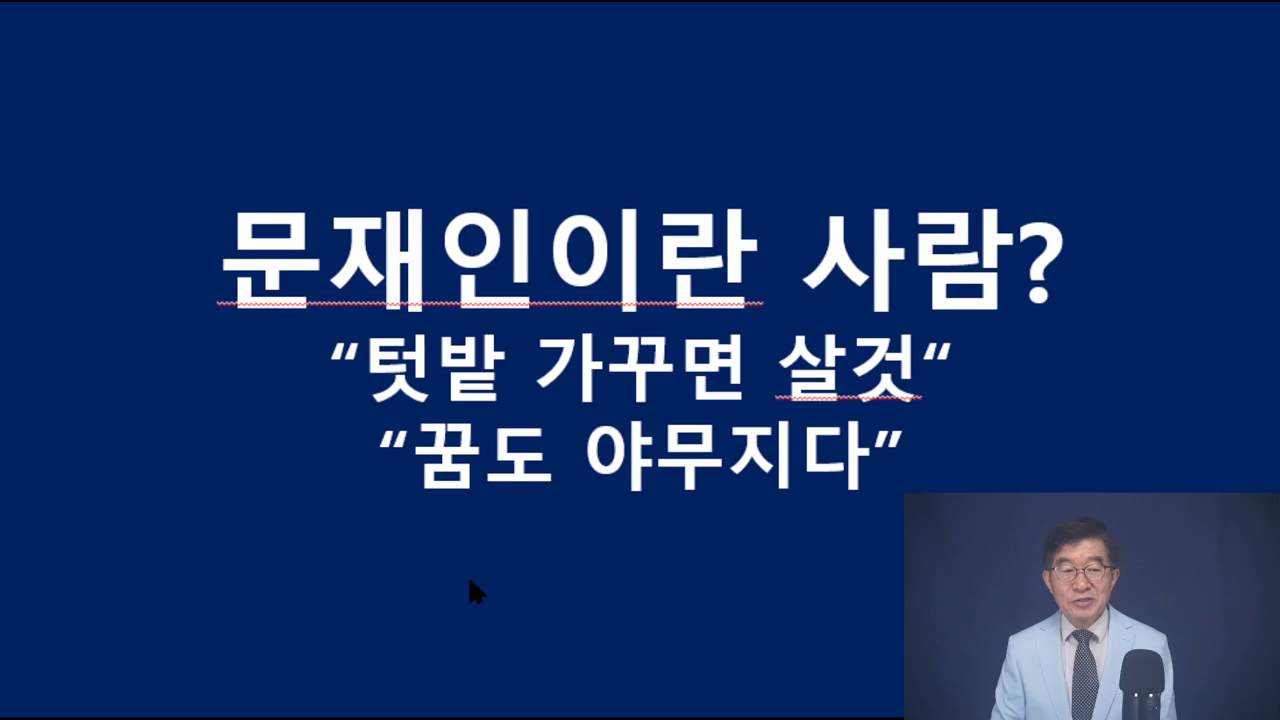 문재인이란 사람?
“텃밭 가꾸면 살것“
“꿈도 야무지다”